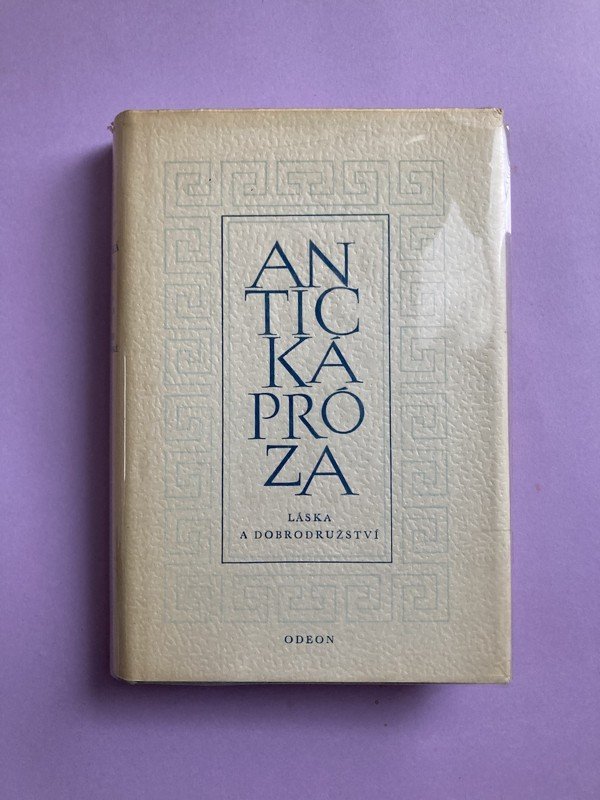 AN
TIC
KÁ
PRÓ
ZA
LÁSKA
A DOBRODRUŽSTVÍ
ODEON